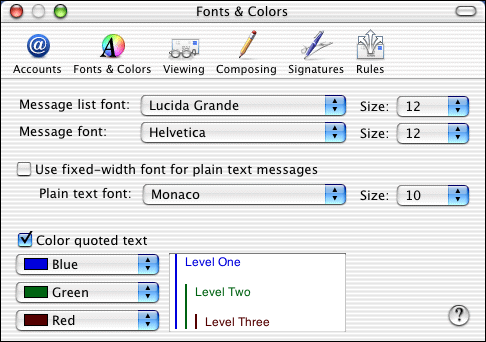 Fonts & Colors
Accounts Fonts & Colors Viewing Composing Signatures Rules
Message list font: Lucida Grande Size: 12
Message font: Helvetica Size: 12
Use fixed-width font for plain text messages
Plain text font: Monaco Size: 10
Color quoted text
Blue Level One
Green Level Two
Red Level Three
?